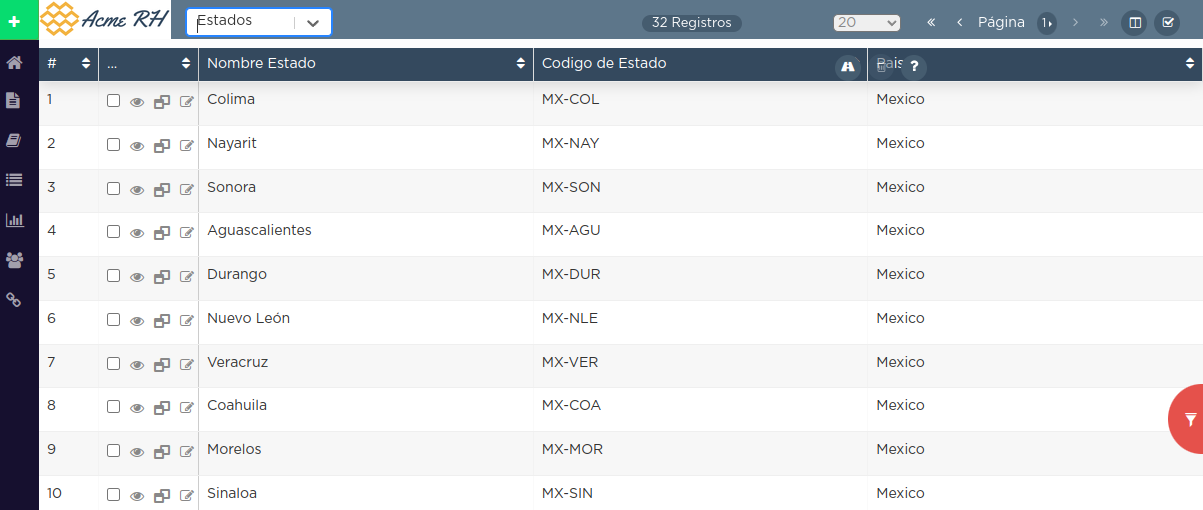 Acme RH Estados 32 Registros 20 Página 1
# ... Nombre Estado Codigo de Estado Pais ?
1 Colima MX-COL Mexico
2 Nayarit MX-NAY Mexico
3 Sonora MX-SON Mexico
4 Aguascalientes MX-AGU Mexico
5 Durango MX-DUR Mexico
6 Nuevo León MX-NLE Mexico
7 Veracruz MX-VER Mexico
8 Coahuila MX-COA Mexico
9 Morelos MX-MOR Mexico
10 Sinaloa MX-SIN Mexico